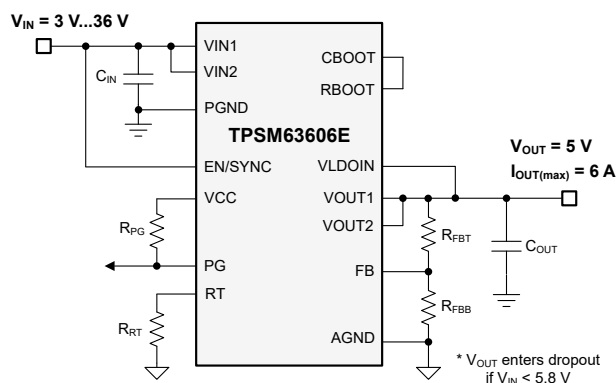 V_IN = 3 V...36 V
VIN1
VIN2
C_IN
PGND
CBOOT
RBOOT
TPSM63606E
EN/SYNC
VLDOIN
V_OUT = 5 V
I_OUT(max) = 6 A
VCC
VOUT1
R_PG
VOUT2
R_FBT
C_OUT
PG
FB
RT
R_RT
R_FBB
AGND
* V_OUT enters dropout
if V_IN < 5.8 V